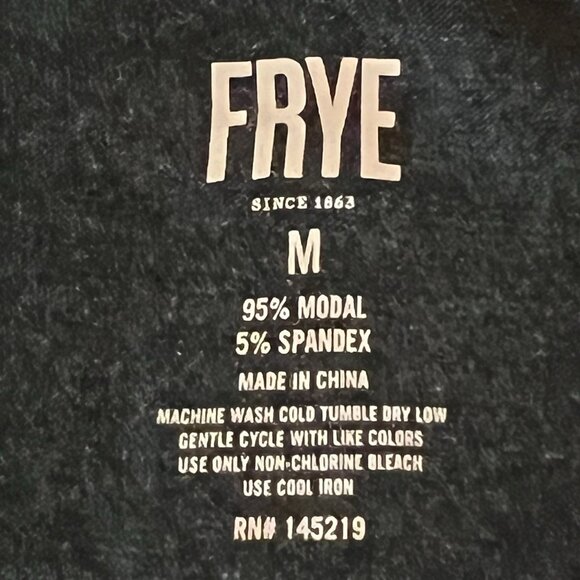 FRYE
SINCE 1863
M
95% MODAL
5% SPANDEX
MADE IN CHINA
MACHINE WASH COLD TUMBLE DRY LOW
GENTLE CYCLE WITH LIKE COLORS
USE ONLY NON-CHLORINE BLEACH
USE COOL IRON
RN# 145219